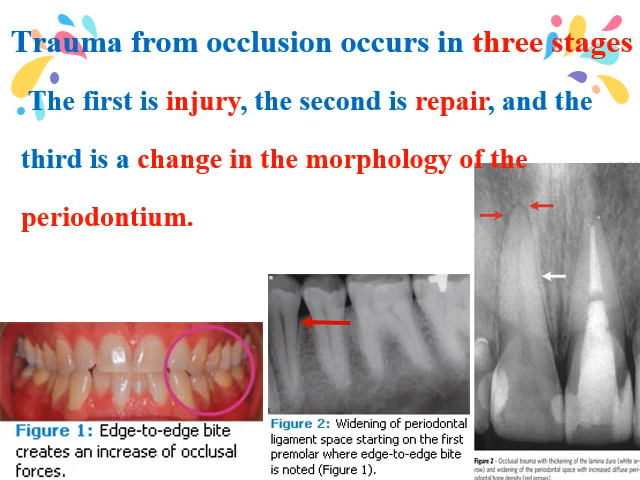 Trauma from occlusion occurs in three stages
The first is injury, the second is repair, and the
third is a change in the morphology of the
periodontium.
Figure 1: Edge-to-edge bite
creates an increase of occlusal
forces.
Figure 2: Widening of periodontal
ligament space starting on the first
premolar where edge-to-edge bite
is noted (Figure 1).
Figure 2 - Occlusal trauma with thickening of the lamina dura (white ar-
row) and widening of the periodontal space with increased diffuse peri-
odontal bone density (red arrows).